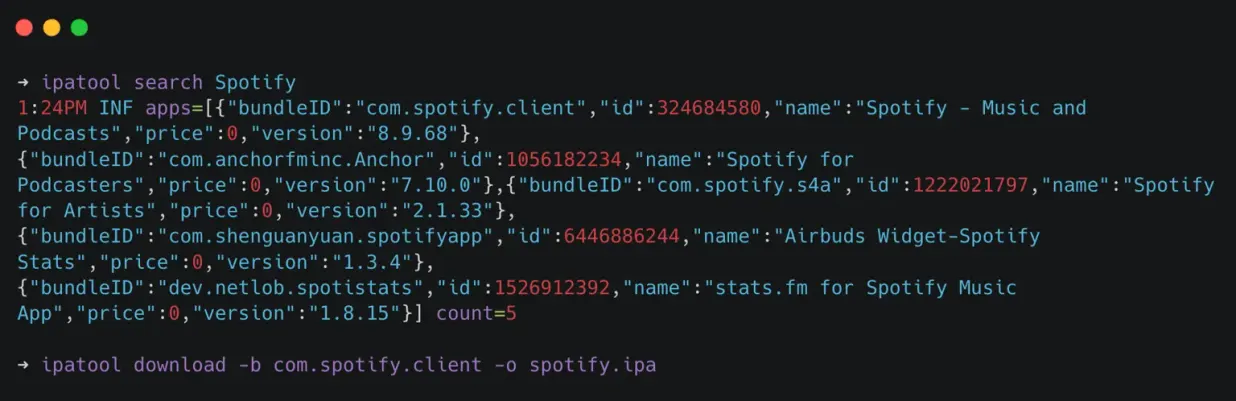 → ipatool search Spotify
1:24PM INF apps=[{"bundleID":"com.spotify.client","id":324684580,"name":"Spotify - Music and
Podcasts","price":0,"version":"8.9.68"},
{"bundleID":"com.anchorfminc.Anchor","id":1056182234,"name":"Spotify for
Podcasters","price":0,"version":"7.10.0"},{"bundleID":"com.spotify.s4a","id":1222021797,"name":"Spotify
for Artists","price":0,"version":"2.1.33"},
{"bundleID":"com.shenguanyuan.spotifyapp","id":6446886244,"name":"Airbuds Widget-Spotify
Stats","price":0,"version":"1.3.4"},
{"bundleID":"dev.netlob.spotistats","id":1526912392,"name":"stats.fm for Spotify Music
App","price":0,"version":"1.8.15"}] count=5
→ ipatool download -b com.spotify.client -o spotify.ipa